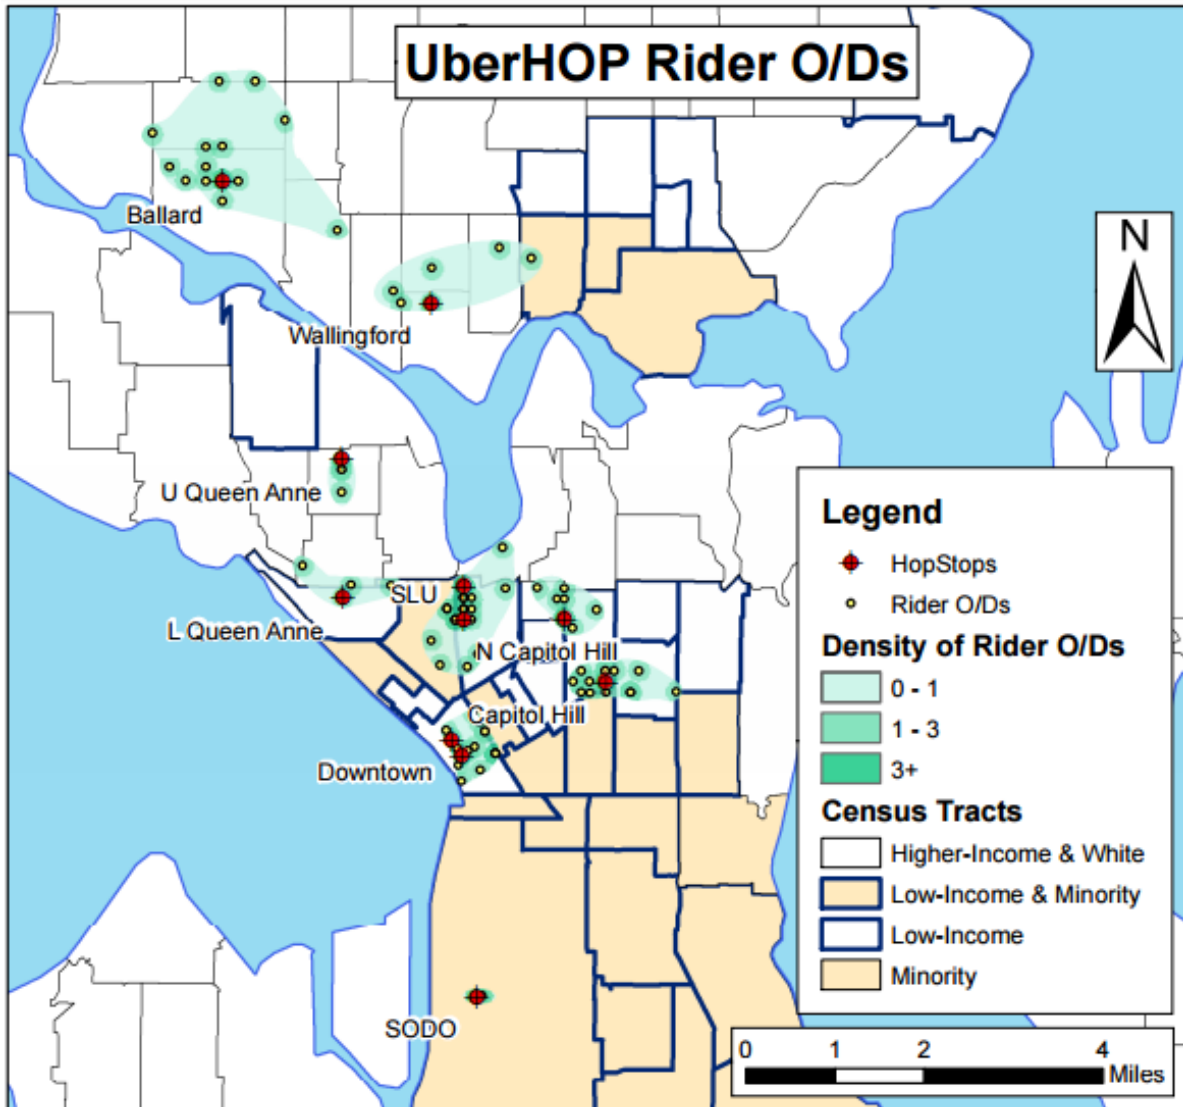 UberHOP Rider O/Ds
Ballard
N
Wallingford
U Queen Anne
SLU
L Queen Anne
N Capitol Hill
Capitol Hill
Downtown
SODO
Legend
HopStops
Rider O/Ds
Density of Rider O/Ds
0 - 1
1 - 3
3+
Census Tracts
Higher-Income & White
Low-Income & Minority
Low-Income
Minority
0 1 2 4
Miles